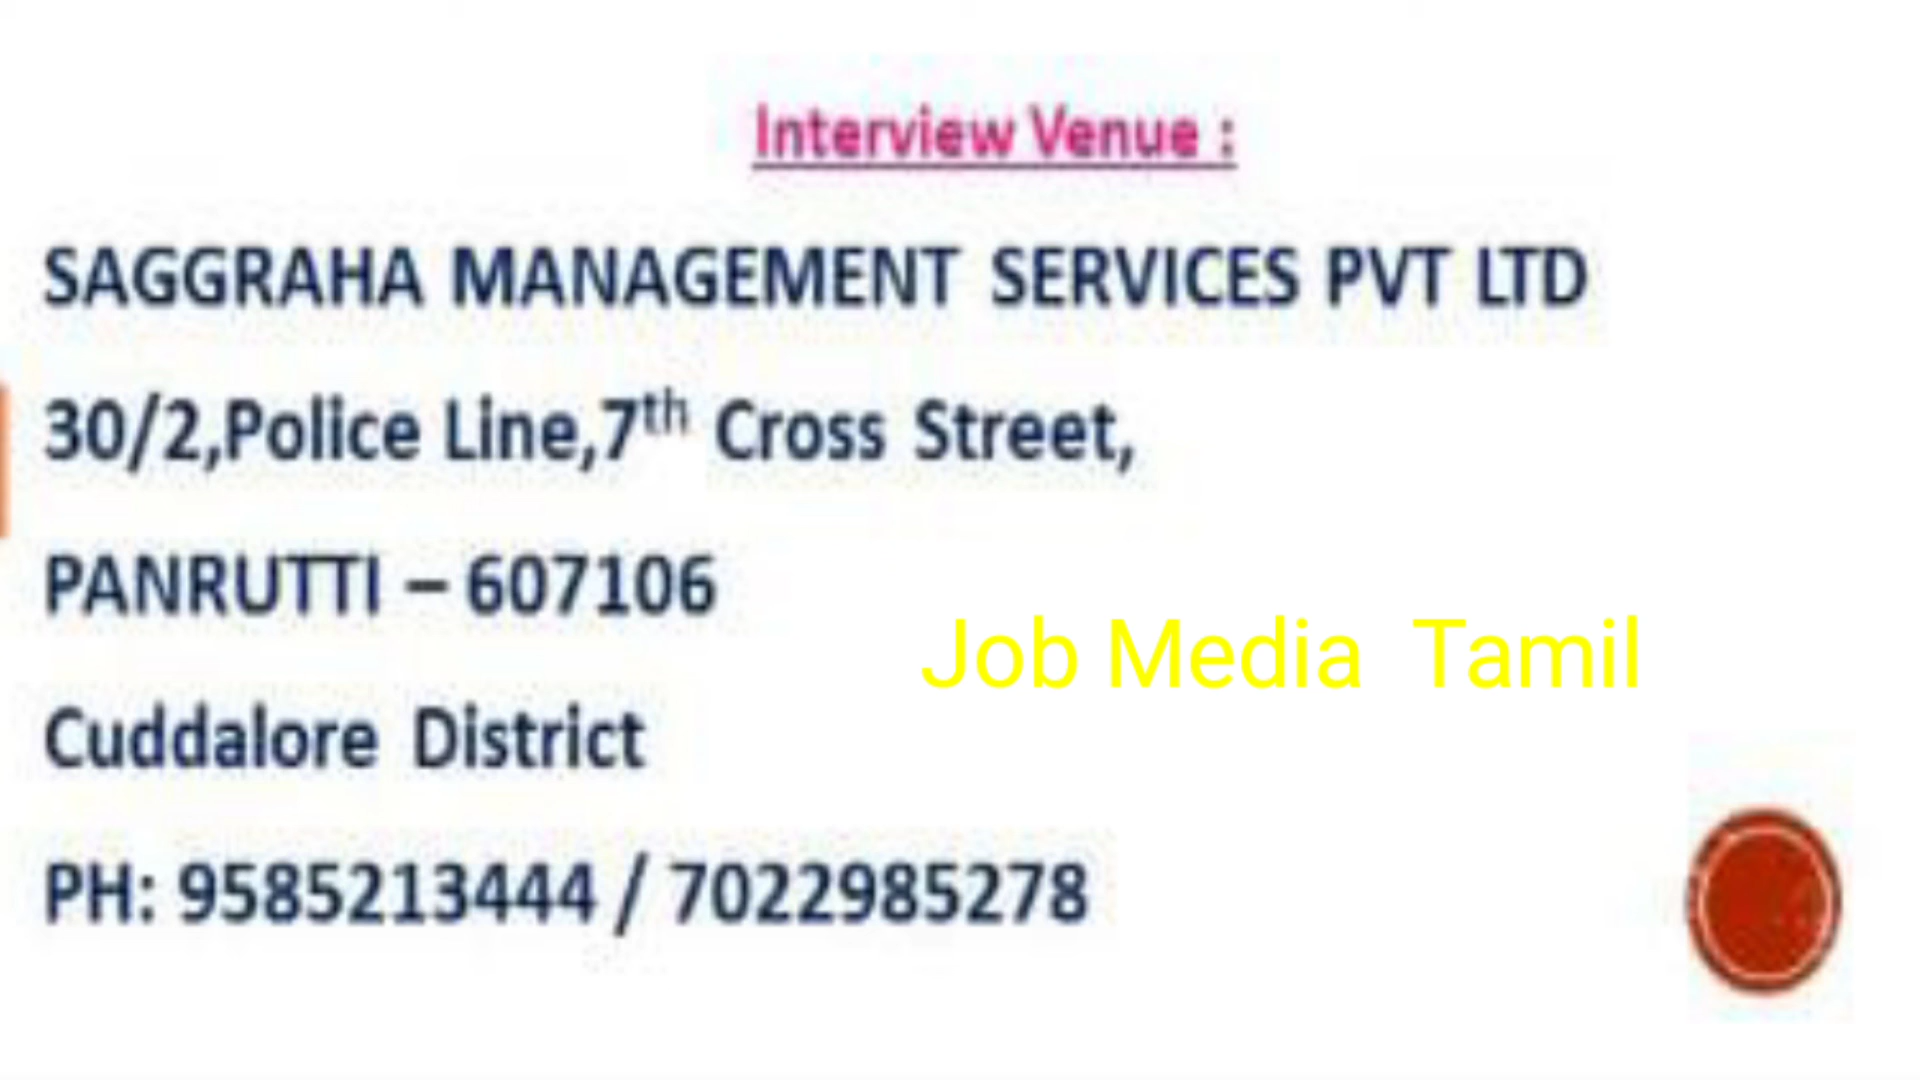 Interview Venue :
SAGGRAHA MANAGEMENT SERVICES PVT LTD
30/2,Police Line,7th Cross Street,
PANRUTTI – 607106
Job Media Tamil
Cuddalore District
PH: 9585213444 / 7022985278